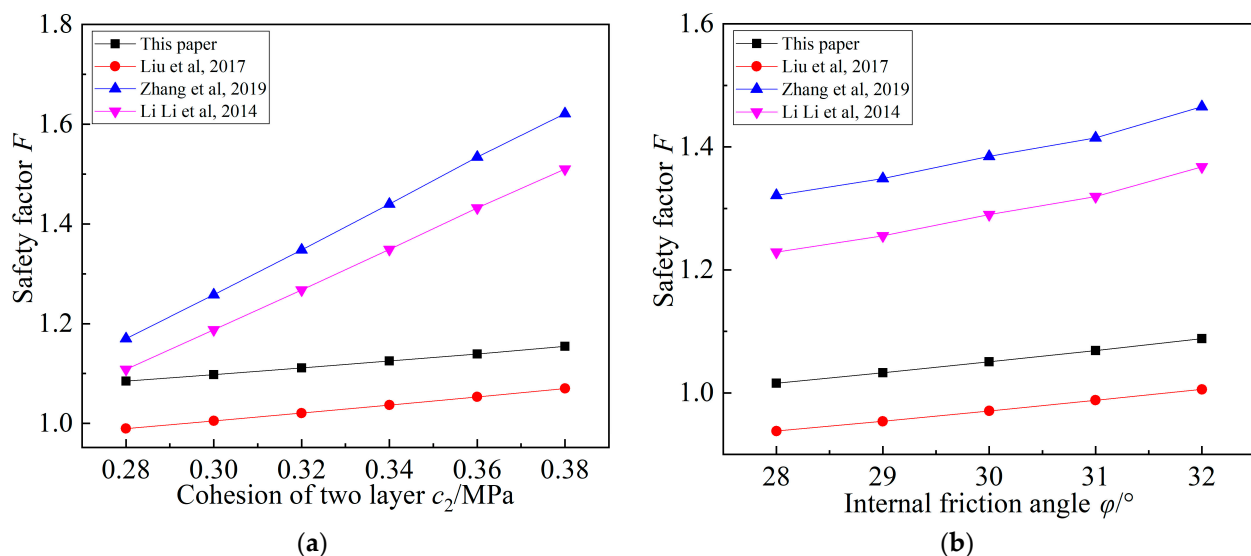 1.8
This paper
Liu et al, 2017
Zhang et al, 2019
Li Li et al, 2014
1.6
1.4
1.2
1.0
Safety factor F
0.28 0.30 0.32 0.34 0.36 0.38
Cohesion of two layer c₂/MPa
(a)
1.6
This paper
Liu et al, 2017
Zhang et al, 2019
Li Li et al, 2014
1.4
1.2
1.0
Safety factor F
28 29 30 31 32
Internal friction angle φ/°
(b)